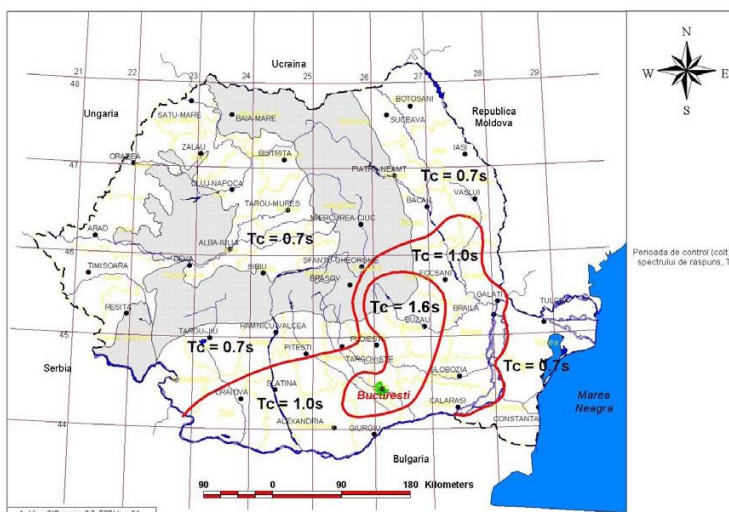 N
W E
S
21 22 23 24 25 26 27 28 29
Ucraina
48
BOTOSANI
SUCEAVA
Ungaria
SATU-MARE
BAIA-MARE
Republica
Moldova
ZALAU
BISTRITA
IASI
ORADEA
47
PIATRA-NEAMT
Tc = 0.7s
CLUJ-NAPOCA
VASLUI
TARGU-MURES
BACAU
MIERCUREA-CIUC
ARAD
Tc = 0.7s
ALBA-IULIA
Tc = 1.0s
46
DEVA
SFANTU-GHEORGHE
TIMISOARA
SIBIU
BRASOV
FOCSANI
GALATI
Tc = 1.6s
RESITA
BRAILA
TULCEA
BUZAU
RAMNICU-VALCEA
45
TARGU-JIU
PLOIESTI
Tc = 0.7s
PITESTI
TARGOVISTE
Tc = 0.7s
Serbia
SLOBOZIA
SLATINA
Bucuresti
Marea
Neagra
CRAIOVA
Tc = 1.0s
CALARASI
CONSTANTA
44
ALEXANDRIA
GIURGIU
Bulgaria
90 0 90 180 Kilometers
Perioada de control (colt
spectrului de raspuns, T